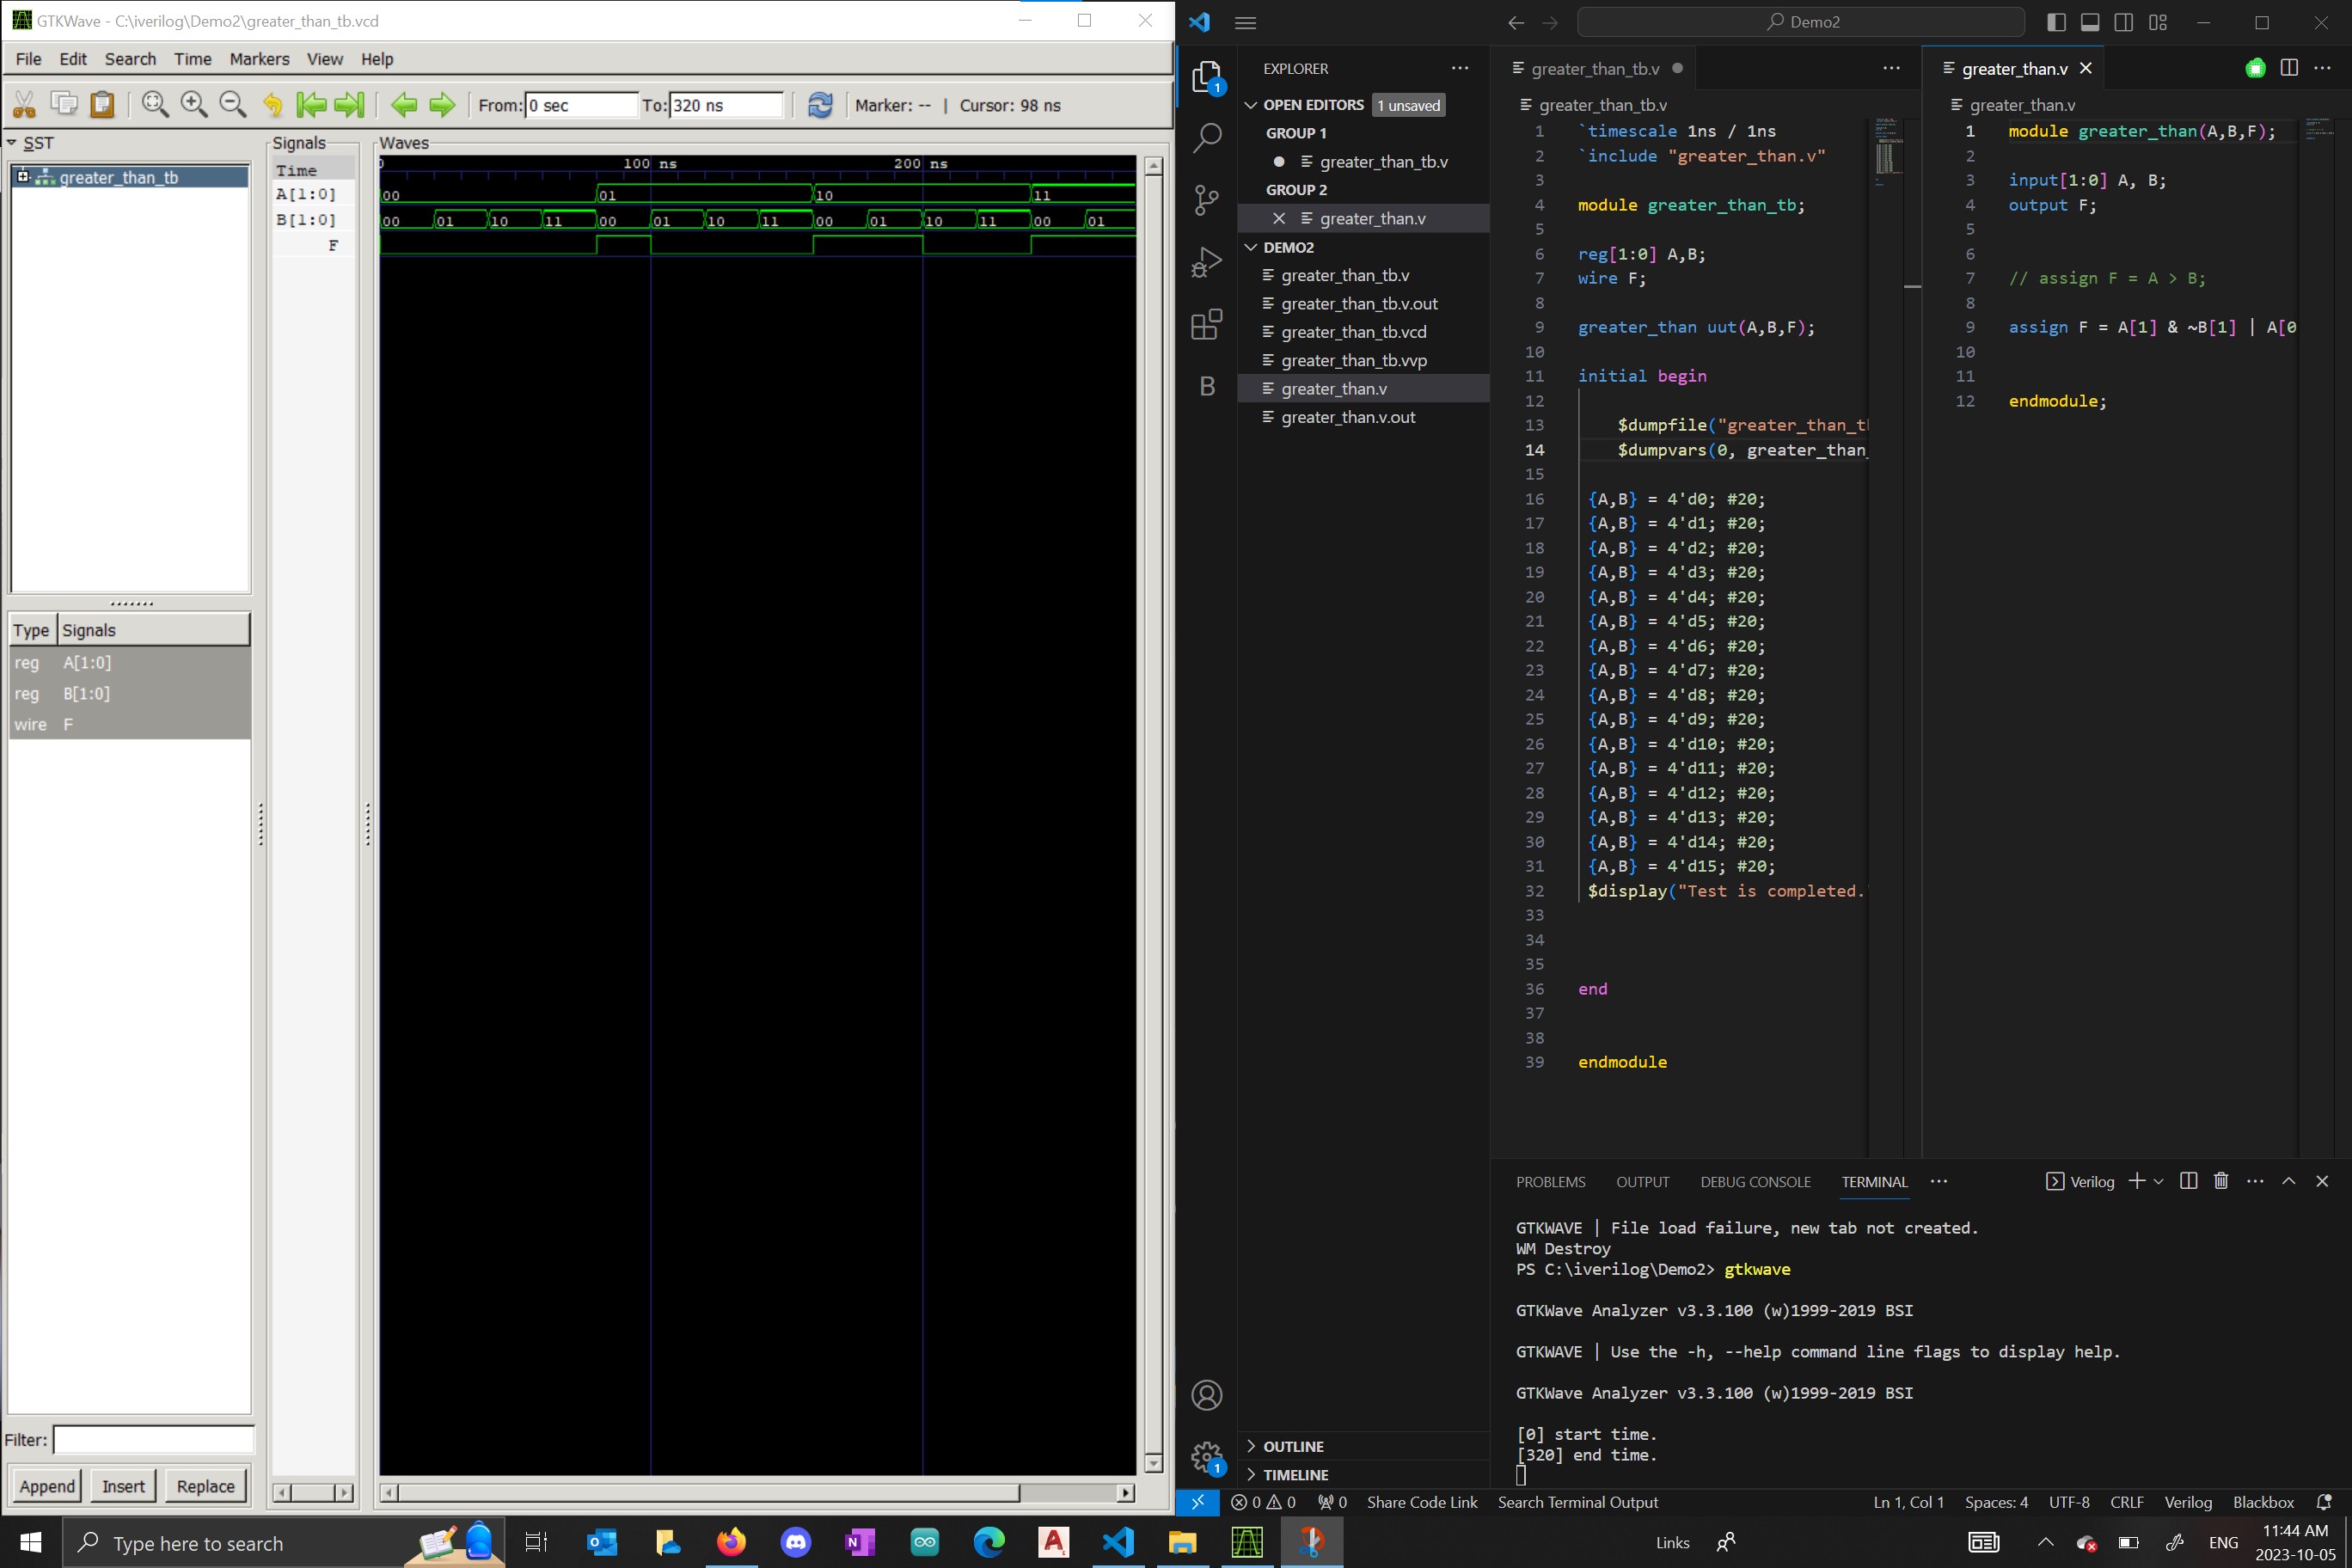 GTKWave - C:\iverilog\Demo2\greater_than_tb.vcd
File Edit Search Time Markers View Help
From: 0 sec To: 320 ns Marker: -- | Cursor: 98 ns
SST
greater_than_tb
Type Signals
reg A[1:0]
reg B[1:0]
wire F
Filter:
Append Insert Replace
Signals
Time
A[1:0]
B[1:0]
F
Waves
0 100 ns 200 ns
00 01 10 11
00 01 10 11 00 01 10 11 00 01 10 11 00 01
Demo2
EXPLORER
OPEN EDITORS 1 unsaved
GROUP 1
greater_than_tb.v
GROUP 2
greater_than.v
DEMO2
greater_than_tb.v
greater_than_tb.v.out
greater_than_tb.vcd
greater_than_tb.vvp
greater_than.v
greater_than.v.out
OUTLINE
TIMELINE
1
B
1
greater_than_tb.v
greater_than_tb.v
1 `timescale 1ns / 1ns
2 `include "greater_than.v"
3
4 module greater_than_tb;
5
6 reg[1:0] A,B;
7 wire F;
8
9 greater_than uut(A,B,F);
10
11 initial begin
12
13 $dumpfile("greater_than_t
14 $dumpvars(0, greater_than_
15
16 {A,B} = 4'd0; #20;
17 {A,B} = 4'd1; #20;
18 {A,B} = 4'd2; #20;
19 {A,B} = 4'd3; #20;
20 {A,B} = 4'd4; #20;
21 {A,B} = 4'd5; #20;
22 {A,B} = 4'd6; #20;
23 {A,B} = 4'd7; #20;
24 {A,B} = 4'd8; #20;
25 {A,B} = 4'd9; #20;
26 {A,B} = 4'd10; #20;
27 {A,B} = 4'd11; #20;
28 {A,B} = 4'd12; #20;
29 {A,B} = 4'd13; #20;
30 {A,B} = 4'd14; #20;
31 {A,B} = 4'd15; #20;
32 $display("Test is completed.
33
34
35
36 end
37
38
39 endmodule
greater_than.v
greater_than.v
1 module greater_than(A,B,F);
2
3 input[1:0] A, B;
4 output F;
5
6
7 // assign F = A > B;
8
9 assign F = A[1] & ~B[1] | A[0
10
11
12 endmodule;
PROBLEMS OUTPUT DEBUG CONSOLE TERMINAL Verilog
GTKWAVE | File load failure, new tab not created.
WM Destroy
PS C:\iverilog\Demo2> gtkwave
GTKWave Analyzer v3.3.100 (w)1999-2019 BSI
GTKWAVE | Use the -h, --help command line flags to display help.
GTKWave Analyzer v3.3.100 (w)1999-2019 BSI
[0] start time.
[320] end time.
0 0 0 Share Code Link Search Terminal Output Ln 1, Col 1 Spaces: 4 UTF-8 CRLF Verilog Blackbox
Type here to search
Links
ENG
11:44 AM
2023-10-05